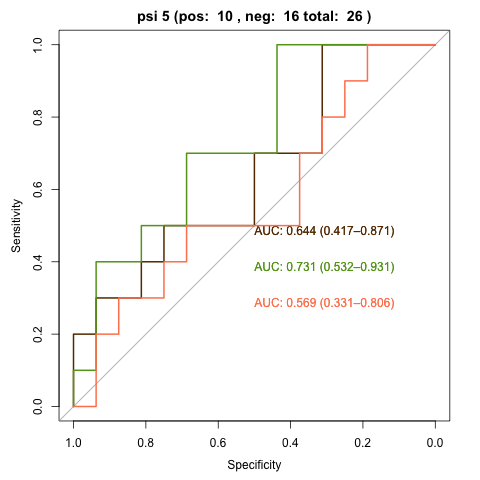 psi 5 (pos:  10 , neg:  16 total:  26 )
1.0
0.8
0.6
0.4
0.2
0.0
Sensitivity
AUC: 0.644 (0.417–0.871)
AUC: 0.731 (0.532–0.931)
AUC: 0.569 (0.331–0.806)
1.0 0.8 0.6 0.4 0.2 0.0
Specificity